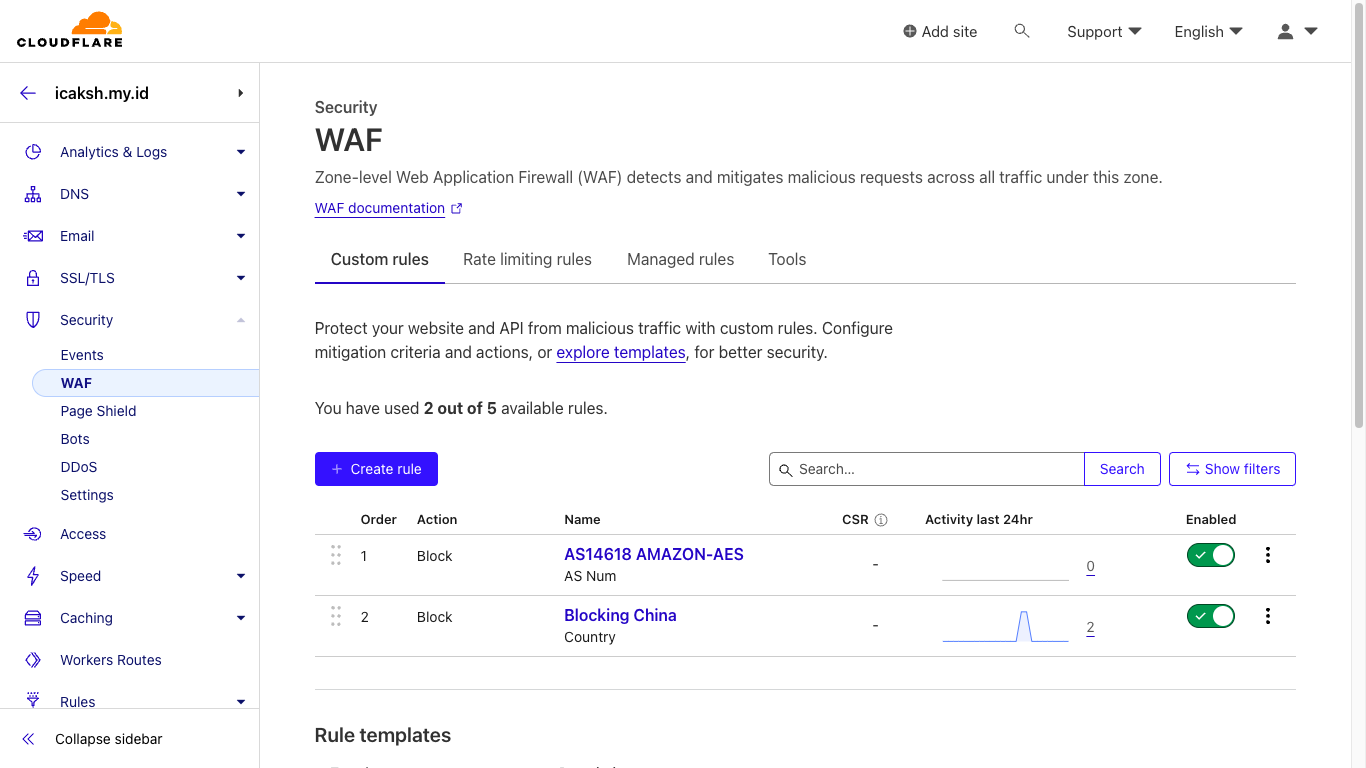 CLOUDFLARE
Add site
Support
English
icaksh.my.id
Analytics & Logs
DNS
Email
SSL/TLS
Security
Events
WAF
Page Shield
Bots
DDoS
Settings
Access
Speed
Caching
Workers Routes
Rules
Collapse sidebar
Security
WAF
Zone-level Web Application Firewall (WAF) detects and mitigates malicious requests across all traffic under this zone.
WAF documentation
Custom rules Rate limiting rules Managed rules Tools
Protect your website and API from malicious traffic with custom rules. Configure
mitigation criteria and actions, or explore templates, for better security.
You have used 2 out of 5 available rules.
+ Create rule Search... Search Show filters
Order Action Name CSR Activity last 24hr Enabled
1 Block AS14618 AMAZON-AES - 0
AS Num
2 Block Blocking China - 2
Country
Rule templates